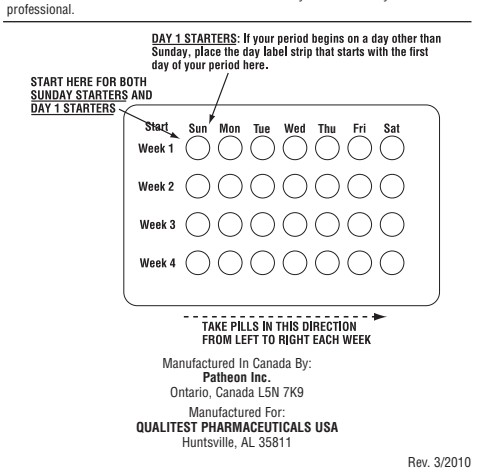 professional.
DAY 1 STARTERS: If your period begins on a day other than
Sunday, place the day label strip that starts with the first
day of your period here.
START HERE FOR BOTH
SUNDAY STARTERS AND
DAY 1 STARTERS
Start Sun Mon Tue Wed Thu Fri Sat
Week 1
Week 2
Week 3
Week 4
TAKE PILLS IN THIS DIRECTION
FROM LEFT TO RIGHT EACH WEEK
Manufactured In Canada By:
Patheon Inc.
Ontario, Canada L5N 7K9
Manufactured For:
QUALITEST PHARMACEUTICALS USA
Huntsville, AL 35811
Rev. 3/2010